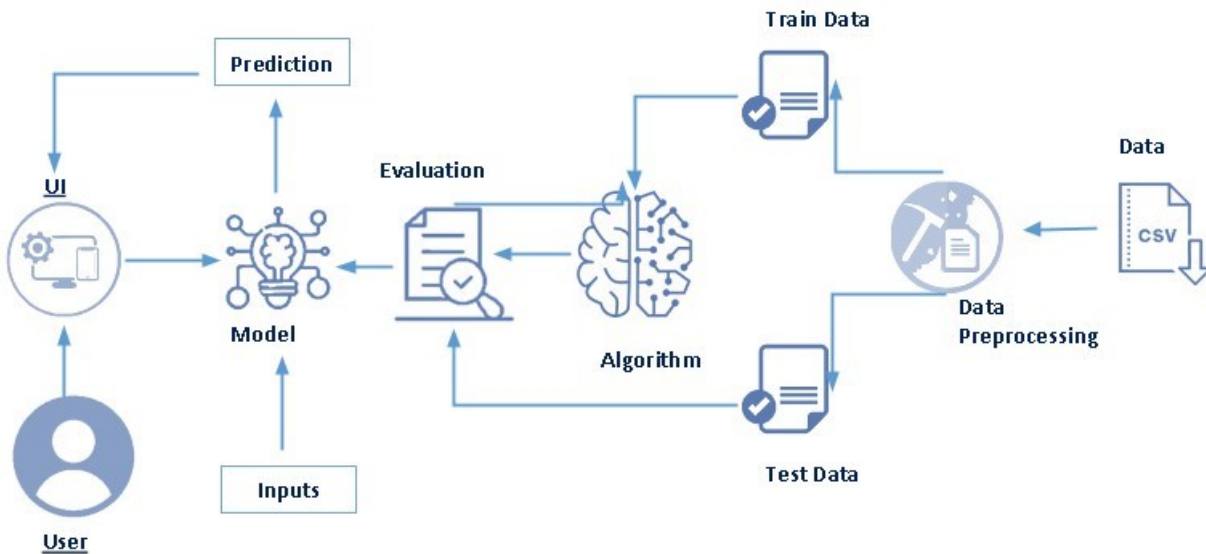 Train Data
Prediction
Data
Evaluation
UI
CSV
Model
Data
Preprocessing
Algorithm
Inputs
Test Data
User